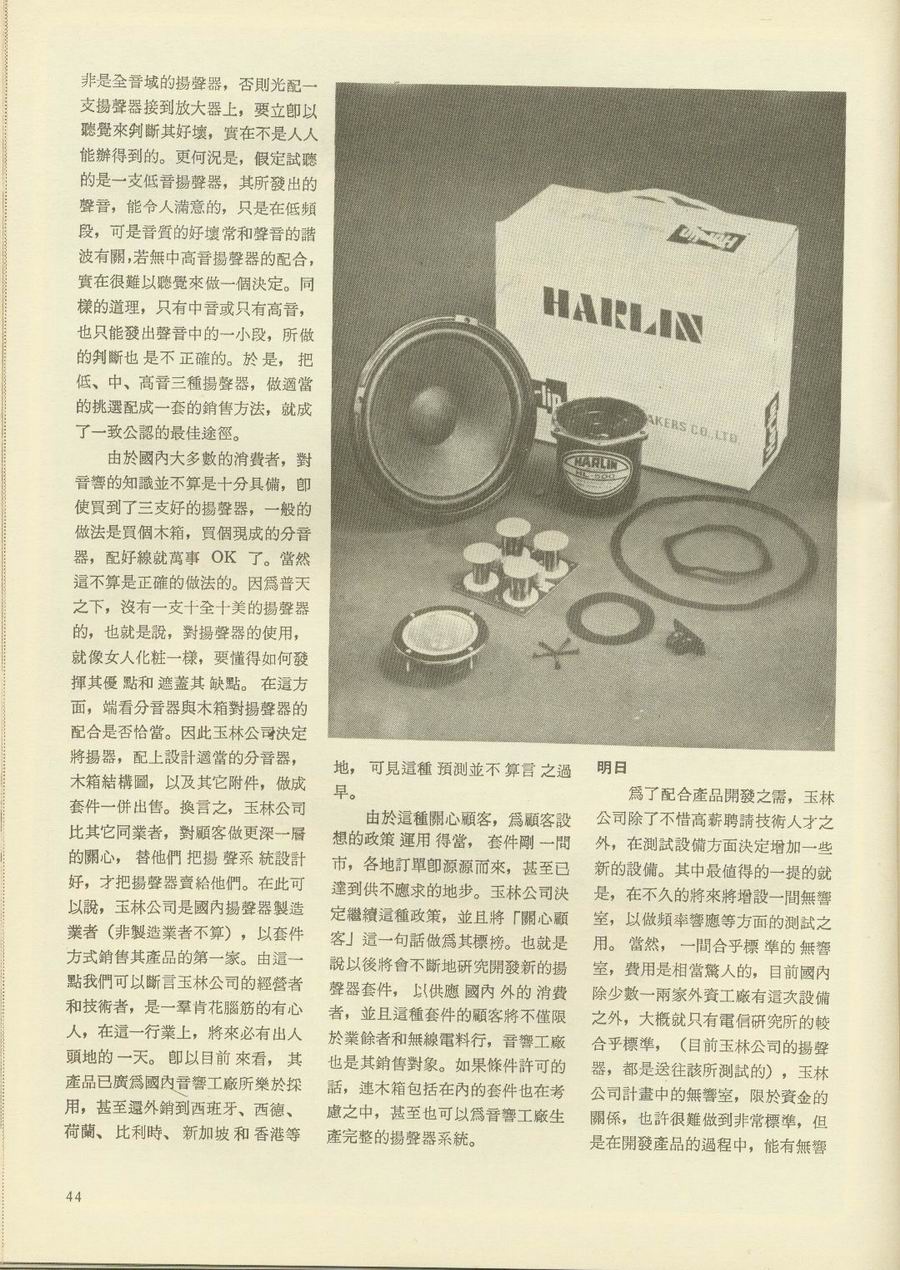 非是全音域的揚聲器，否則光配一
支揚聲器接到放大器上，要立卽以
聽覺來判斷其好壞，實在不是人人
能辦得到的。更何況是，假定試聽
的是一支低音揚聲器，其所發出的
聲音，能令人滿意的，只是在低頻
段，可是音質的好壞常和聲音的諧
波有關，若無中高音揚聲器的配合，
實在很難以聽覺來做一個決定。同
樣的道理，只有中音或只有高音，
也只能發出聲音中的一小段，所做
的判斷也是不正確的。於是，把
低、中、高音三種揚聲器，做適當
的挑選配成一套的銷售方法，就成
了一致公認的最佳途徑。
由於國內大多數的消費者，對
音響的知識並不算是十分具備，卽
使買到了三支好的揚聲器，一般的
做法是買個木箱，買個現成的分音
器，配好線就萬事 OK 了。當然
這不算是正確的做法的。因爲普天
之下，沒有一支十全十美的揚聲器
的，也就是說，對揚聲器的使用，
就像女人化粧一樣，要懂得如何發
揮其優點和遮蓋其缺點。在這方
面，端看分音器與木箱對揚聲器的
配合是否恰當。因此玉林公司決定
將揚器，配上設計適當的分音器，
木箱結構圖，以及其它附件，做成
套件一併出售。換言之，玉林公司
比其它同業者，對顧客做更深一層
的關心，替他們把揚聲系統設計
好，才把揚聲器賣給他們。在此可
以說，玉林公司是國內揚聲器製造
業者（非製造業者不算），以套件
方式銷售其產品的第一家。由這一
點我們可以斷言玉林公司的經營者
和技術者，是一羣肯花腦筋的有心
人，在這一行業上，將來必有出人
頭地的一天。卽以目前來看，其
產品已廣爲國內音響工廠所樂於採
用，甚至還外銷到西班牙、西德、
荷蘭、比利時、新加坡和香港等
HARLIN
AKERS CO.,LTD.
HARLIN
HL-500
地，可見這種預測並不算言之過
早。
由於這種關心顧客，爲顧客設
想的政策運用得當，套件剛一問
市，各地訂單卽源源而來，甚至已
達到供不應求的地步。玉林公司決
定繼續這種政策，並且將「關心顧
客」這一句話做爲其標榜。也就是
說以後將會不斷地研究開發新的揚
聲器套件，以供應國內外的消費
者，並且這種套件的顧客將不僅限
於業餘者和無線電料行，音響工廠
也是其銷售對象。如果條件許可的
話，連木箱包括在內的套件也在考
慮之中，甚至也可以爲音響工廠生
產完整的揚聲器系統。
明日
爲了配合產品開發之需，玉林
公司除了不惜高薪聘請技術人才之
外，在測試設備方面決定增加一些
新的設備。其中最值得的一提的就
是，在不久的將來將增設一間無響
室，以做頻率響應等方面的測試之
用。當然，一間合乎標準的無響
室，費用是相當驚人的，目前國內
除少數一兩家外資工廠有這次設備
之外，大概就只有電信研究所的較
合乎標準，（目前玉林公司的揚聲
器，都是送往該所測試的），玉林
公司計畫中的無響室，限於資金的
關係，也許很難做到非常標準，但
是在開發產品的過程中，能有無響
44